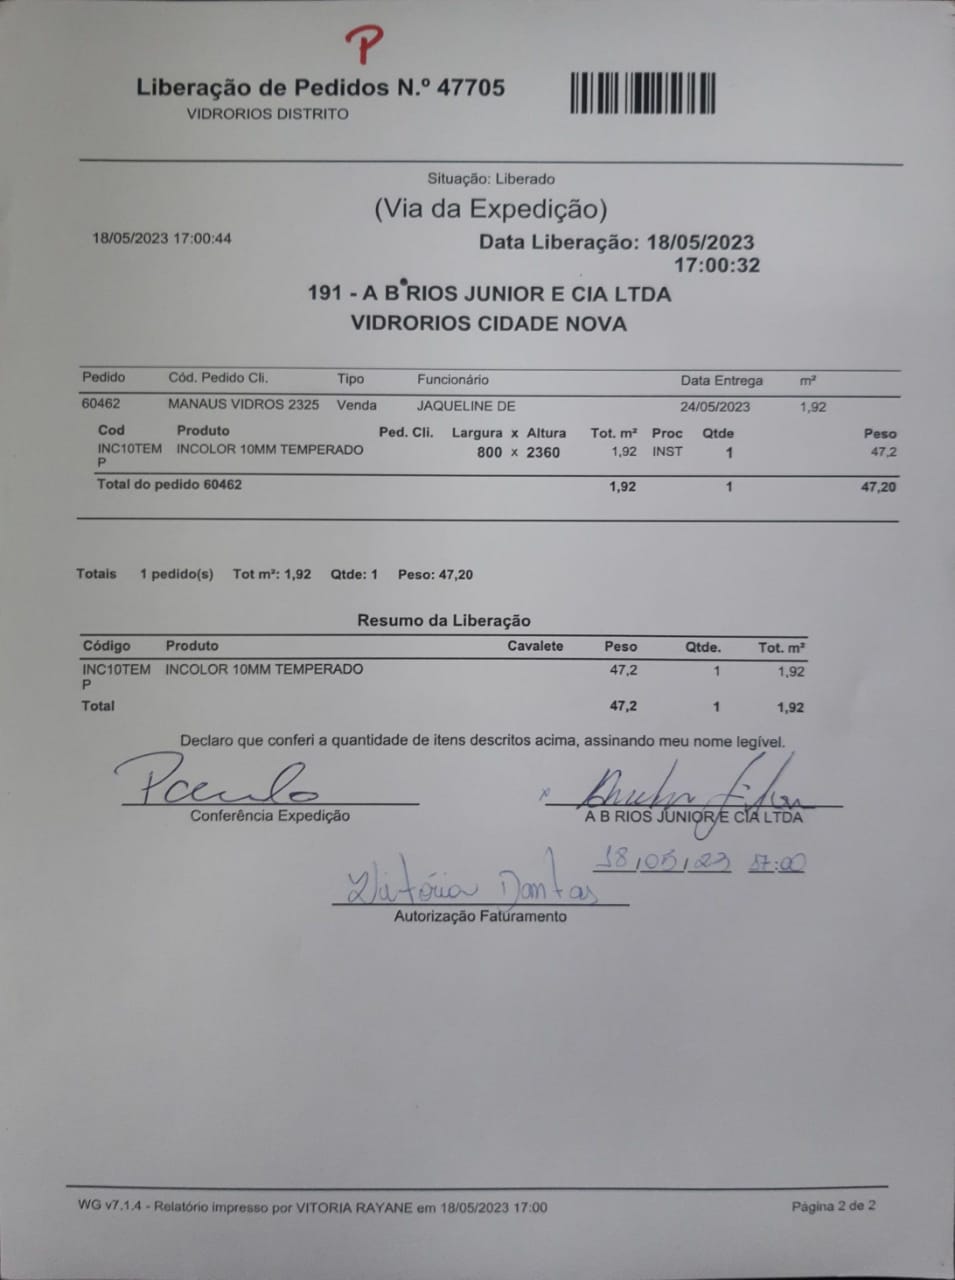 P
Liberação de Pedidos N.º 47705
VIDRORIOS DISTRITO
Situação: Liberado
(Via da Expedição)
18/05/2023 17:00:44
Data Liberação: 18/05/2023
17:00:32
191 - A B RIOS JUNIOR E CIA LTDA
VIDRORIOS CIDADE NOVA
Pedido Cód. Pedido Cli. Tipo Funcionário Data Entrega m²
60462 MANAUS VIDROS 2325 Venda JAQUELINE DE 24/05/2023 1,92
Cod Produto Ped. Cli. Largura x Altura Tot. m² Proc Qtde Peso
INC10TEM INCOLOR 10MM TEMPERADO 800 x 2360 1,92 INST 1 47,2
P
Total do pedido 60462 1,92 1 47,20
Totais 1 pedido(s) Tot m²: 1,92 Qtde: 1 Peso: 47,20
Resumo da Liberação
Código Produto Cavalete Peso Qtde. Tot. m²
INC10TEM INCOLOR 10MM TEMPERADO 47,2 1 1,92
P
Total 47,2 1 1,92
Declaro que conferi a quantidade de itens descritos acima, assinando meu nome legível.
Paulo
Conferência Expedição
x
A B RIOS JUNIOR E CIA LTDA
18/05/23 17:00
Vitória Dantas
Autorização Faturamento
WG v7.1.4 - Relatório impresso por VITORIA RAYANE em 18/05/2023 17:00
Página 2 de 2